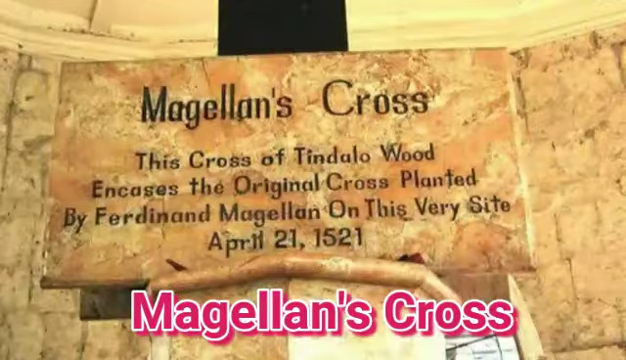 Magellan's Cross
This Cross of Tindalo Wood
Encases the Original Cross Planted
By Ferdinand Magellan On This Very Site
April 21, 1521
Magellan's Cross